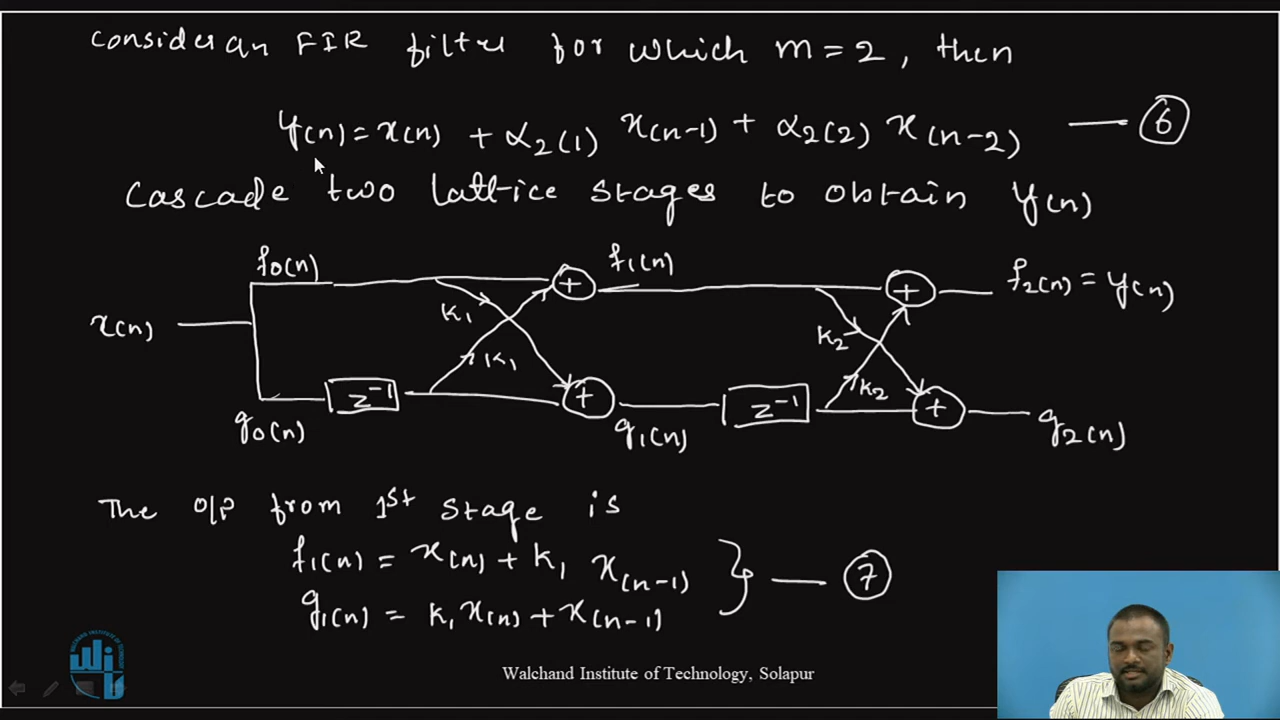 Consider an FIR filter for which m = 2, then
y(n) = x(n) + α2(1) x(n-1) + α2(2) x(n-2) — 6
Cascade two lattice stages to obtain y(n)
f0(n) f1(n) f2(n) = y(n)
x(n) K1 K1 K2 K2
+ + + +
z⁻¹ z⁻¹
g0(n) g1(n) g2(n)
The O/P from 1st stage is
f1(n) = x(n) + K1 x(n-1)
g1(n) = K1 x(n) + x(n-1) } — 7
Walchand Institute of Technology, Solapur